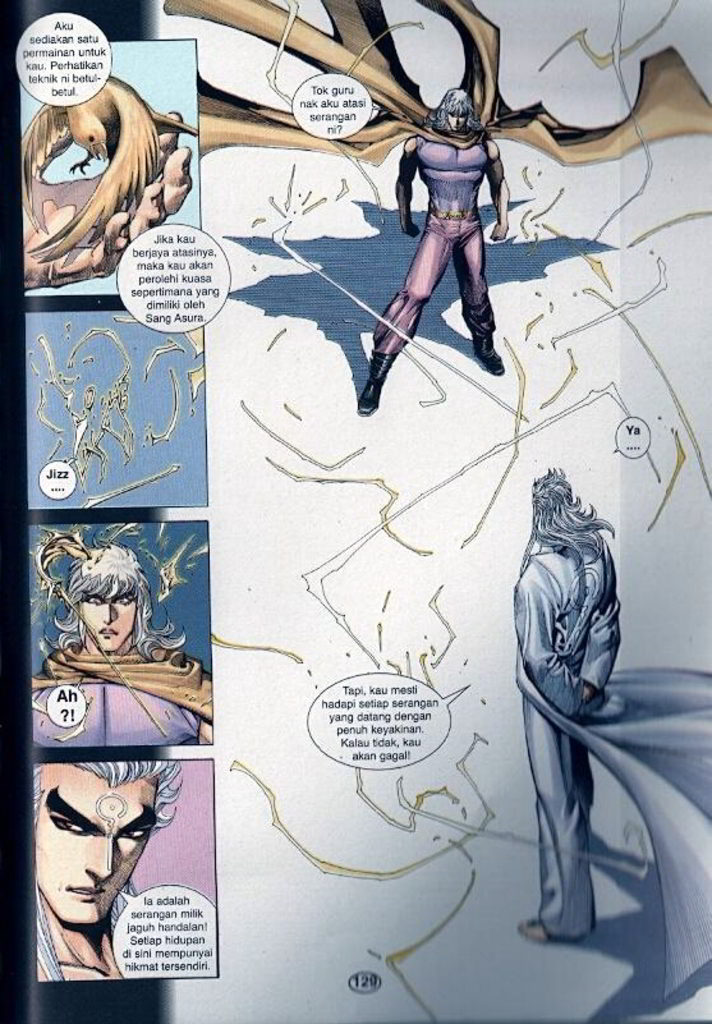 Aku
sediakan satu
permainan untuk
kau. Perhatikan
teknik ni betul-
betul.
Jika kau
berjaya atasinya,
maka kau akan
perolehi kuasa
sepertimana yang
dimiliki oleh
Sang Asura.
Jizz
....
Ah
?!
Ia adalah
serangan milik
jaguh handalan!
Setiap hidupan
di sini mempunyai
hikmat tersendiri.
Tok guru
nak aku atasi
serangan
ni?
Ya
....
Tapi, kau mesti
hadapi setiap serangan
yang datang dengan
penuh keyakinan.
Kalau tidak, kau
akan gagal!
129